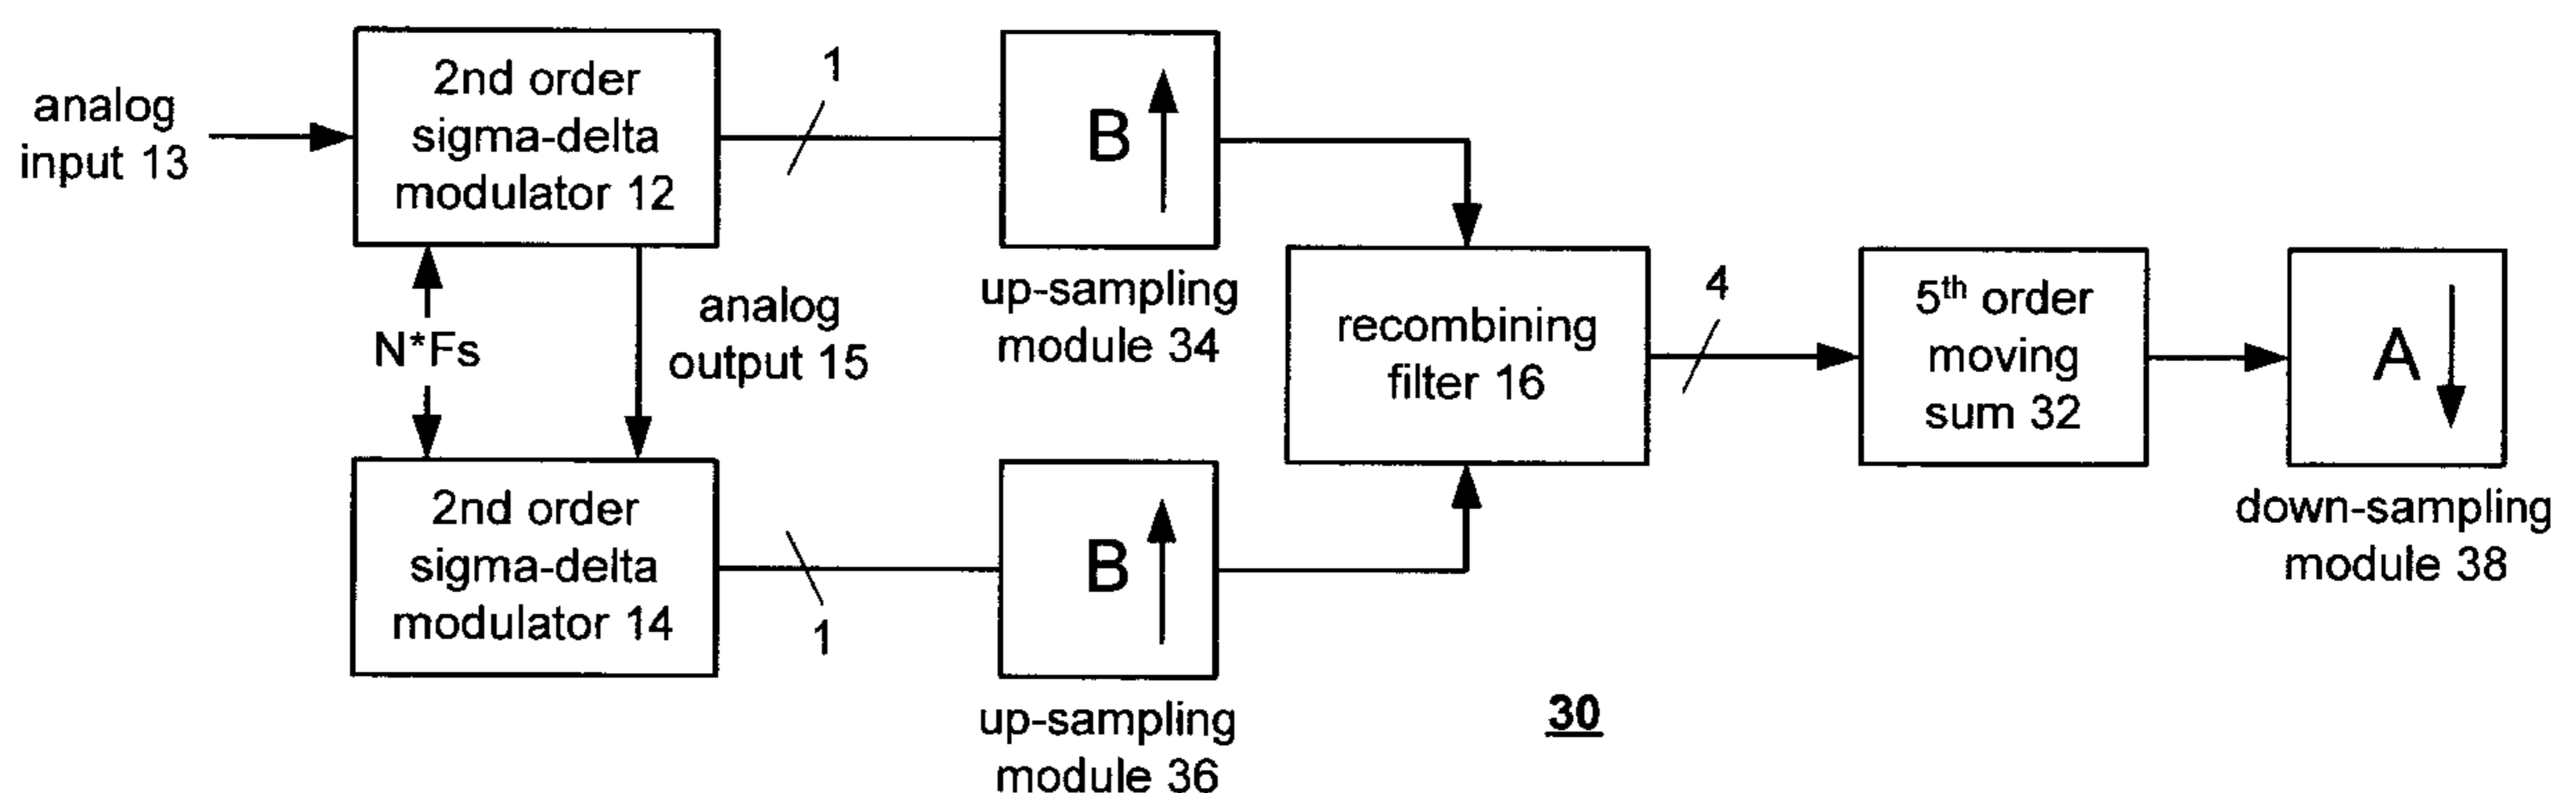 analog
input 13
2nd order
sigma-delta
modulator 12
1
B
up-sampling
module 34
N*Fs
analog
output 15
2nd order
sigma-delta
modulator 14
1
B
up-sampling
module 36
recombining
filter 16
4
5th order
moving
sum 32
A
down-sampling
module 38
30